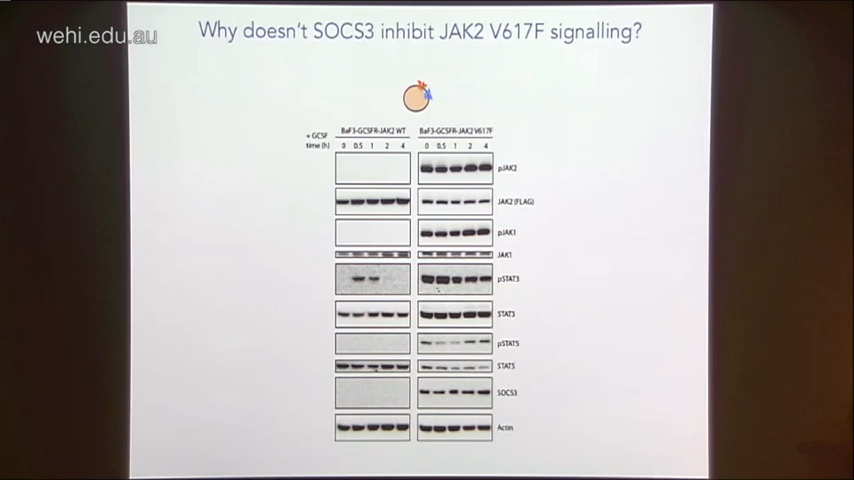 wehi.edu.au
Why doesn't SOCS3 inhibit JAK2 V617F signalling?
+ GCSF
time (h)
BaF3-GCSFR-JAK2 WT
BaF3-GCSFR-JAK2 V617F
0 0.5 1 2 4
0 0.5 1 2 4
pJAK2
JAK2 (FLAG)
pJAK1
JAK1
pSTAT3
STAT3
pSTAT5
STAT5
SOCS3
Actin